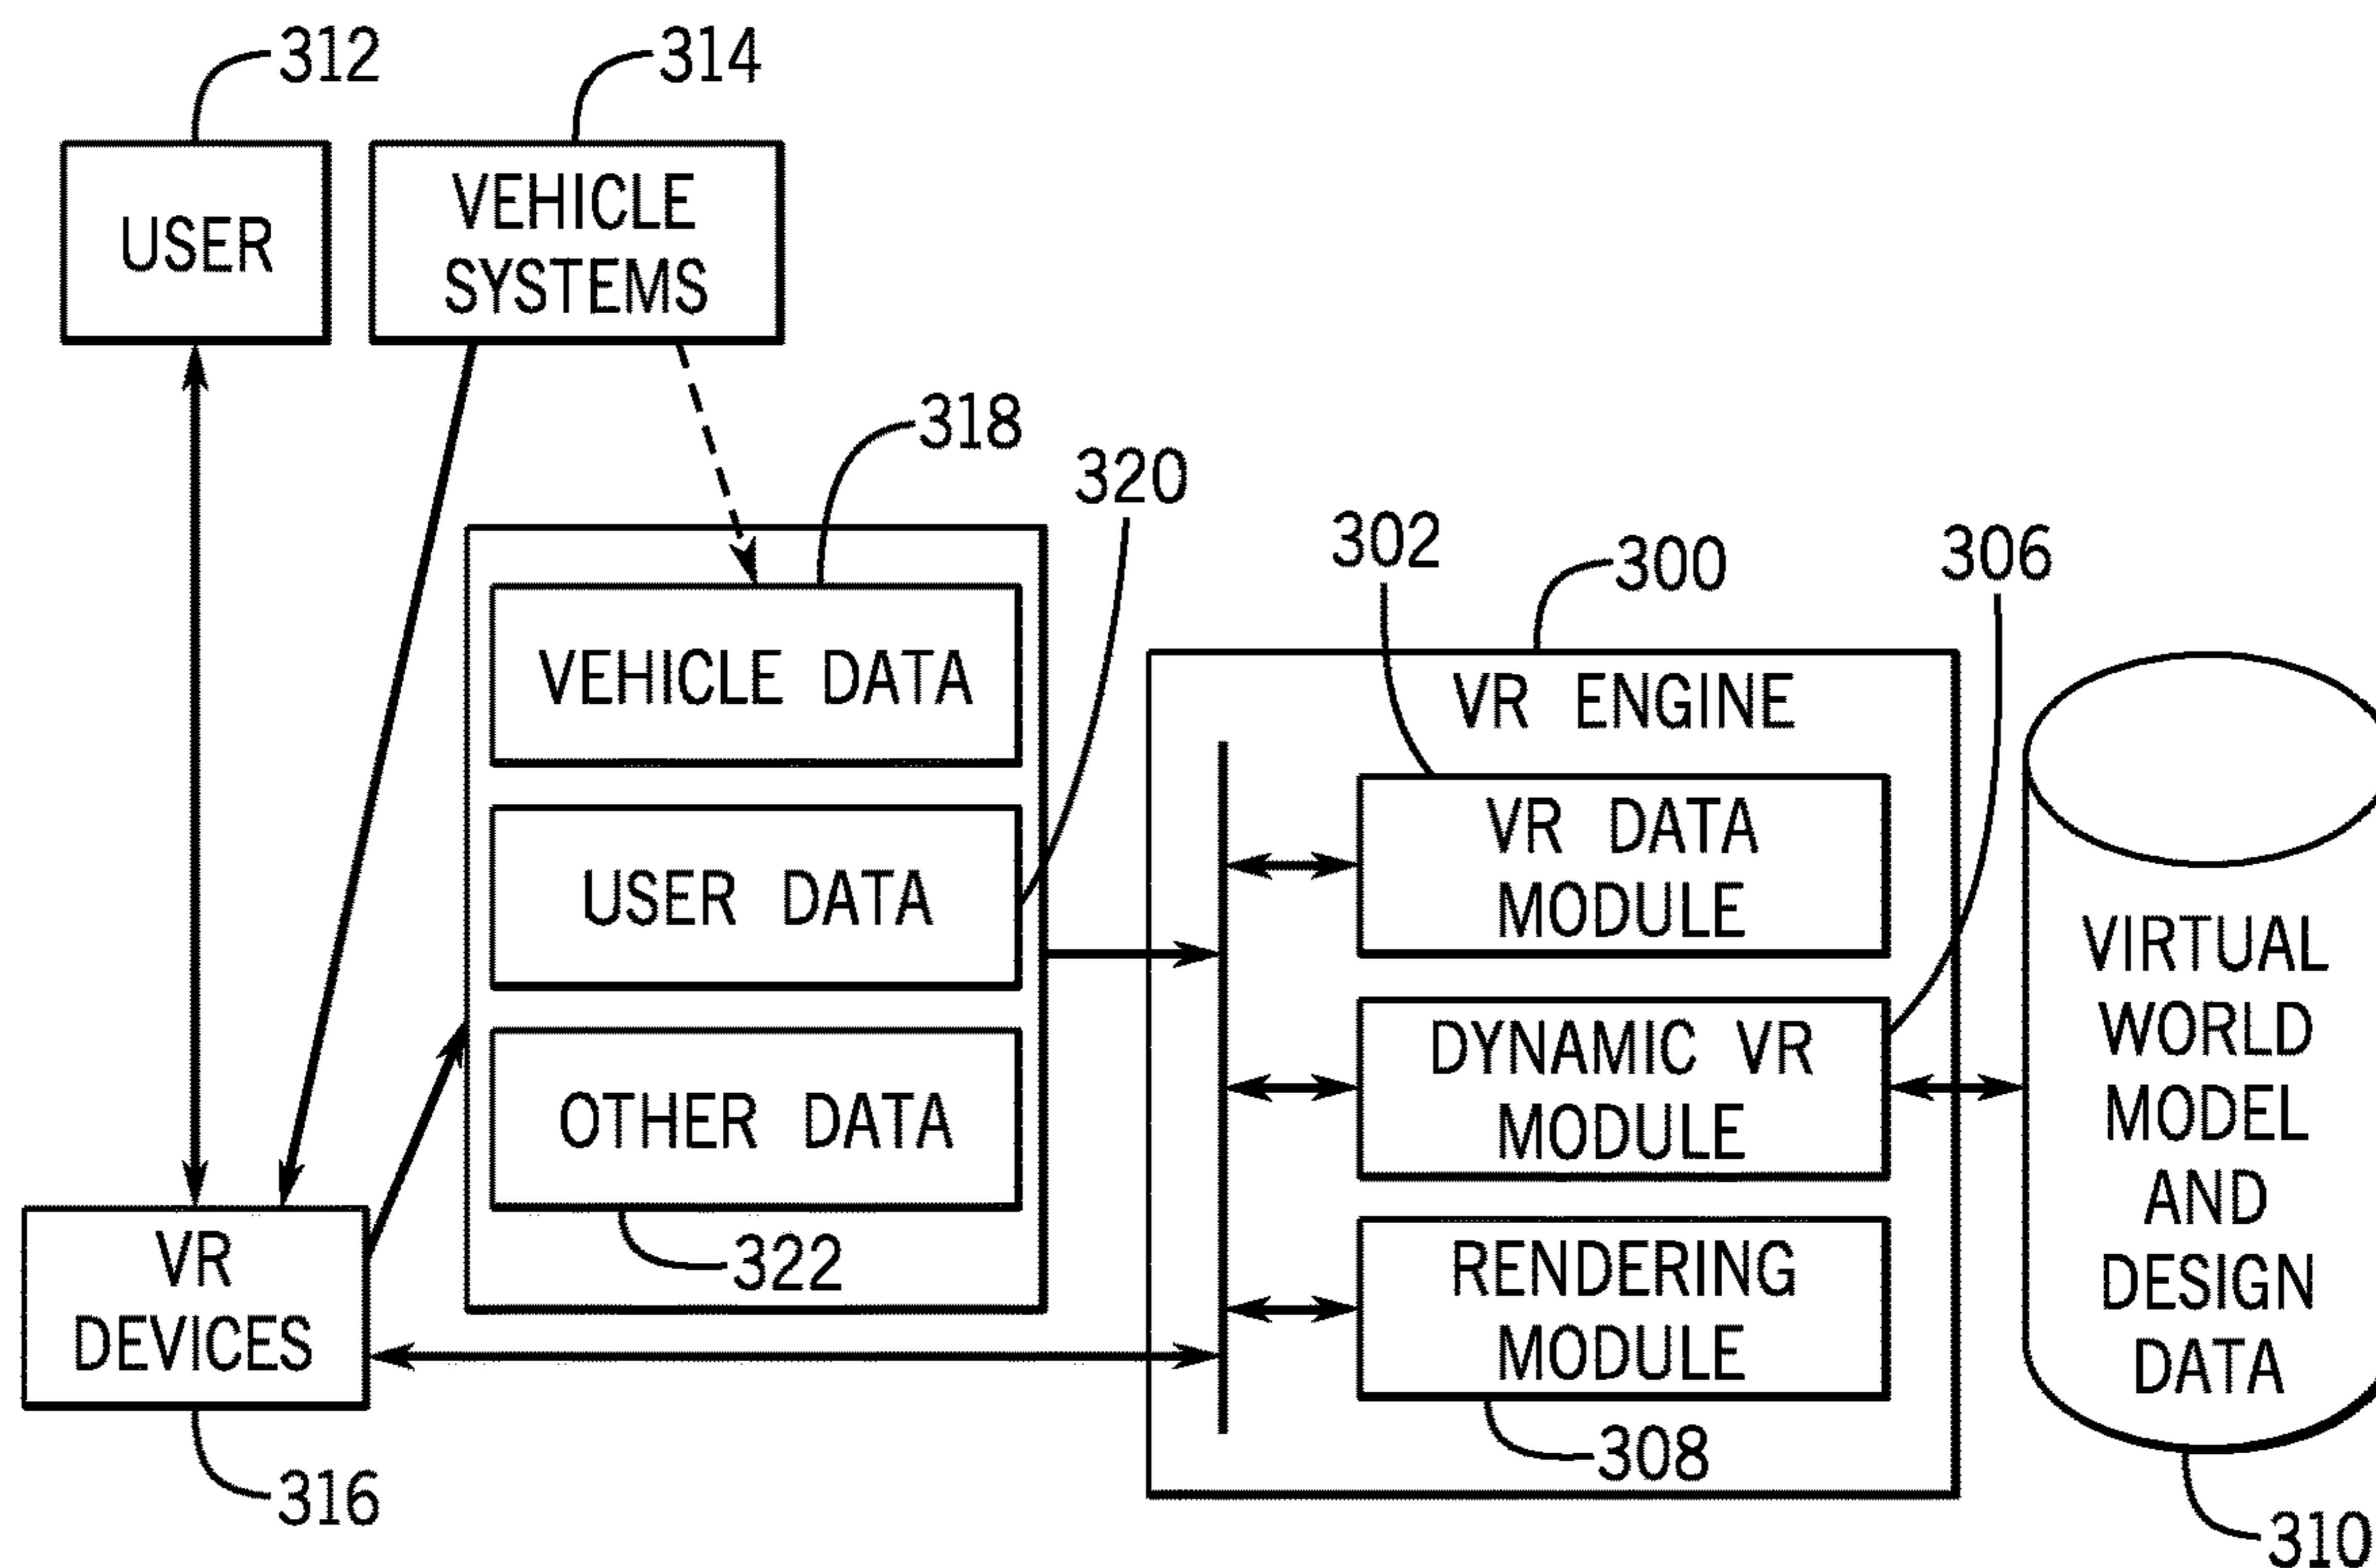 312
314
USER
VEHICLE
SYSTEMS
318
320
302
300
306
VEHICLE DATA
USER DATA
OTHER DATA
322
VR ENGINE
VR DATA
MODULE
DYNAMIC VR
MODULE
RENDERING
MODULE
308
VIRTUAL
WORLD
MODEL
AND
DESIGN
DATA
310
VR
DEVICES
316